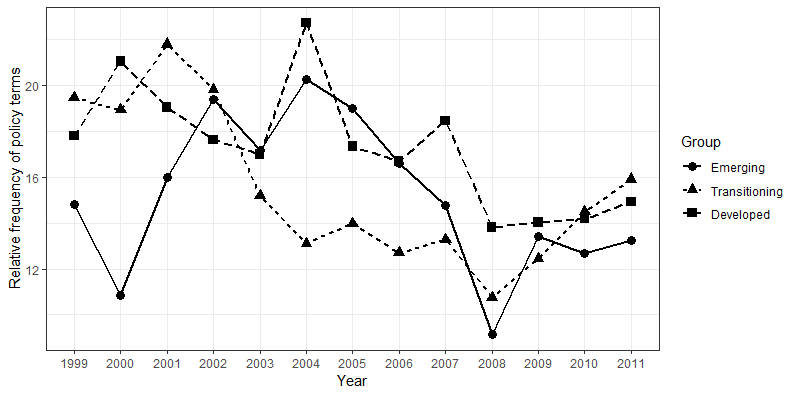 Relative frequency of policy terms
20
16
12
1999 2000 2001 2002 2003 2004 2005 2006 2007 2008 2009 2010 2011
Year
Group
Emerging
Transitioning
Developed